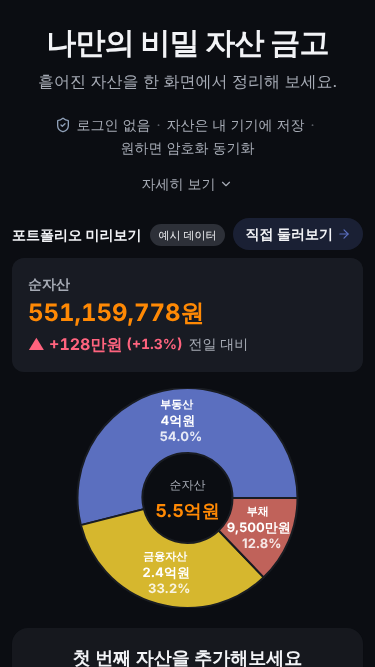 나만의 비밀 자산 금고
흩어진 자산을 한 화면에서 정리해 보세요.
로그인 없음 · 자산은 내 기기에 저장 ·
원하면 암호화 동기화
자세히 보기
포트폴리오 미리보기 예시 데이터 직접 둘러보기 →
순자산
551,159,778원
▲ +128만원 (+1.3%) 전일 대비
부동산
4억원
54.0%
순자산
5.5억원
부채
9,500만원
12.8%
금융자산
2.4억원
33.2%
첫 번째 자산을 추가해보세요